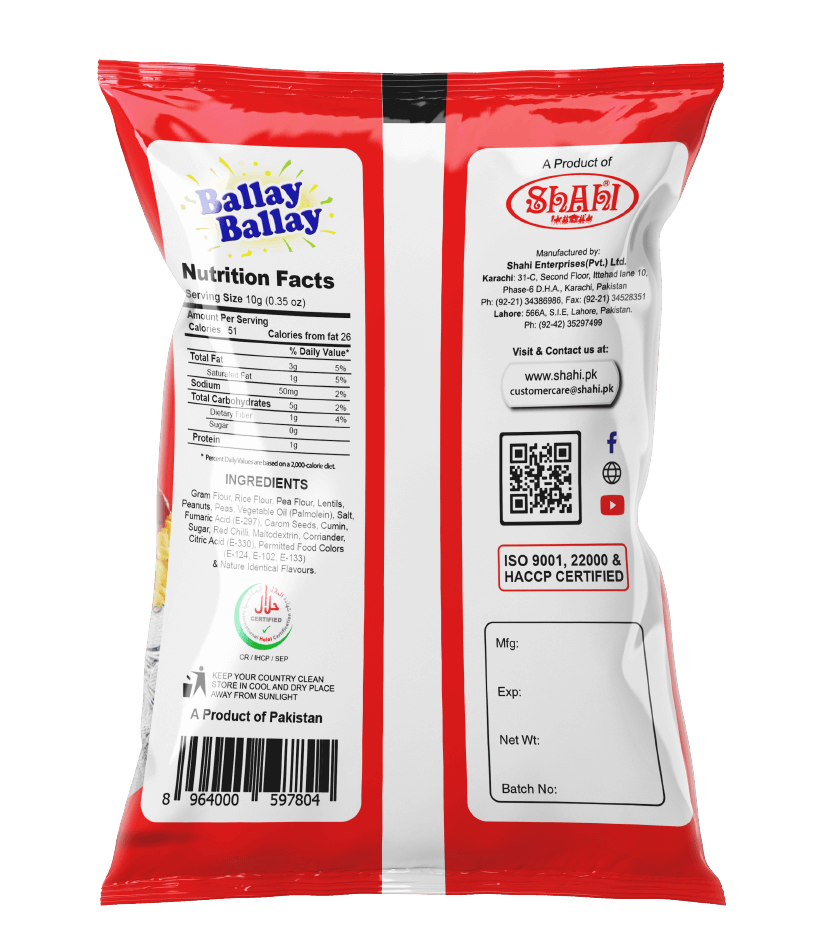 Ballay
Ballay
Nutrition Facts
Serving Size 10g (0.35 oz)
Amount Per Serving
Calories 51 Calories from fat 26
% Daily Value*
Total Fat 3g 5%
Saturated Fat 1g 5%
Sodium 50mg 2%
Total Carbohydrates 5g 2%
Dietary Fiber 1g 4%
Sugar 0g
Protein 1g
* Percent Daily Values are based on a 2,000-calorie diet.
INGREDIENTS
Gram Flour, Rice Flour, Pea Flour, Lentils,
Peanuts, Peas, Vegetable Oil (Palmolein), Salt,
Fumaric Acid (E-297), Carom Seeds, Cumin,
Sugar, Red Chilli, Maltodextrin, Corriander,
Citric Acid (E-330), Permitted Food Colors
(E-124, E-102, E-133)
& Nature Identical Flavours.
حلال
CERTIFIED
CR / IHCP / SEP
KEEP YOUR COUNTRY CLEAN
STORE IN COOL AND DRY PLACE
AWAY FROM SUNLIGHT
A Product of Pakistan
8 964000 597804
A Product of
ShAhI®
Manufactured by:
Shahi Enterprises(Pvt.) Ltd.
Karachi: 31-C, Second Floor, Ittehad lane 10,
Phase-6 D.H.A., Karachi, Pakistan
Ph: (92-21) 34386986, Fax: (92-21) 34528351
Lahore: 566A, S.I.E, Lahore, Pakistan.
Ph: (92-42) 35297499
Visit & Contact us at:
www.shahi.pk
customercare@shahi.pk
ISO 9001, 22000 &
HACCP CERTIFIED
Mfg:
Exp:
Net Wt:
Batch No: